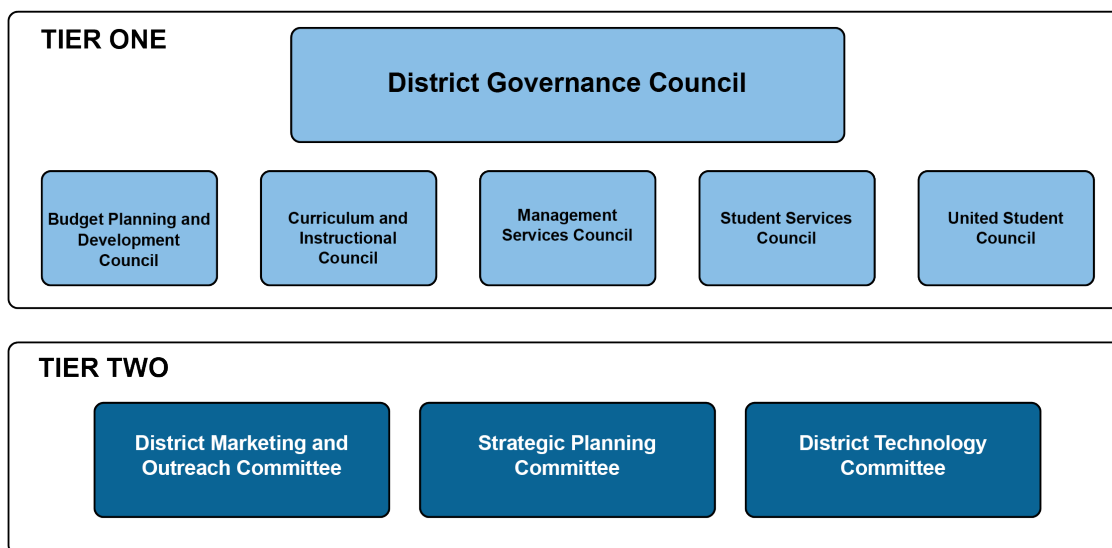 TIER ONE
District Governance Council
Budget Planning and
Development
Council
Curriculum and
Instructional
Council
Management
Services Council
Student Services
Council
United Student
Council
TIER TWO
District Marketing and
Outreach Committee
Strategic Planning
Committee
District Technology
Committee